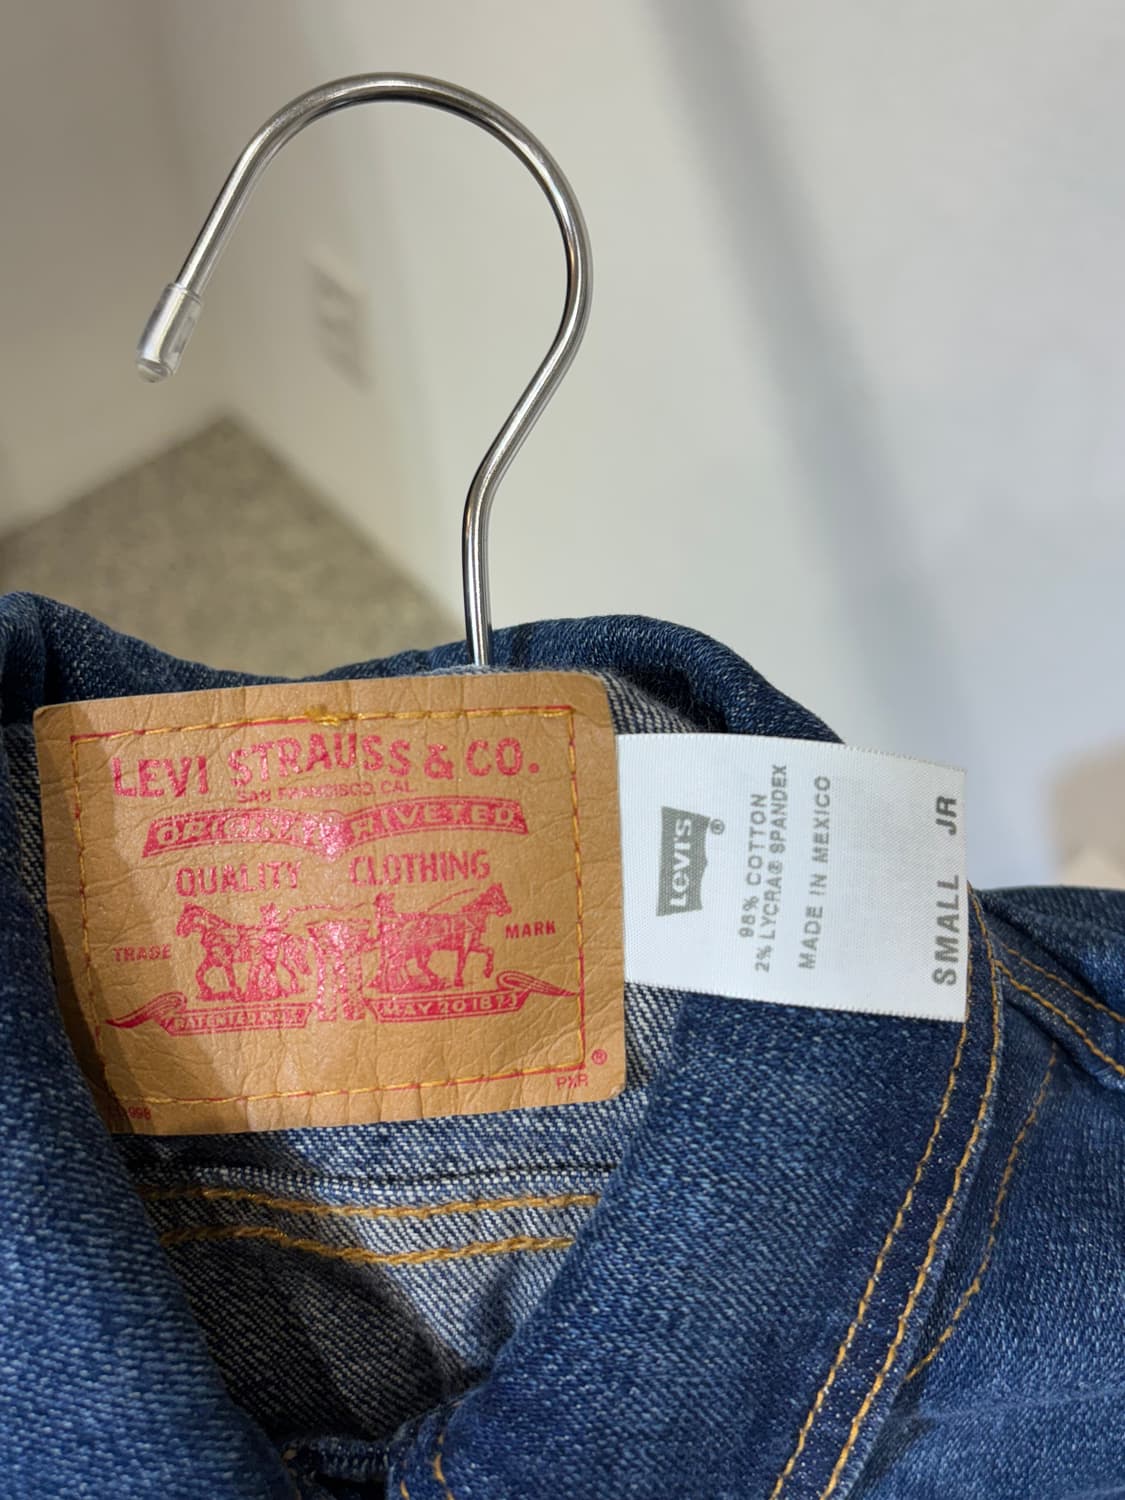 LEVI STRAUSS & CO.
SAN FRANCISCO, CAL.
ORIGINAL RIVETED
QUALITY CLOTHING
TRADE MARK
MAY 20 1873
®
PXR
Levi's®
98% COTTON
2% LYCRA® SPANDEX
MADE IN MEXICO
SMALL JR